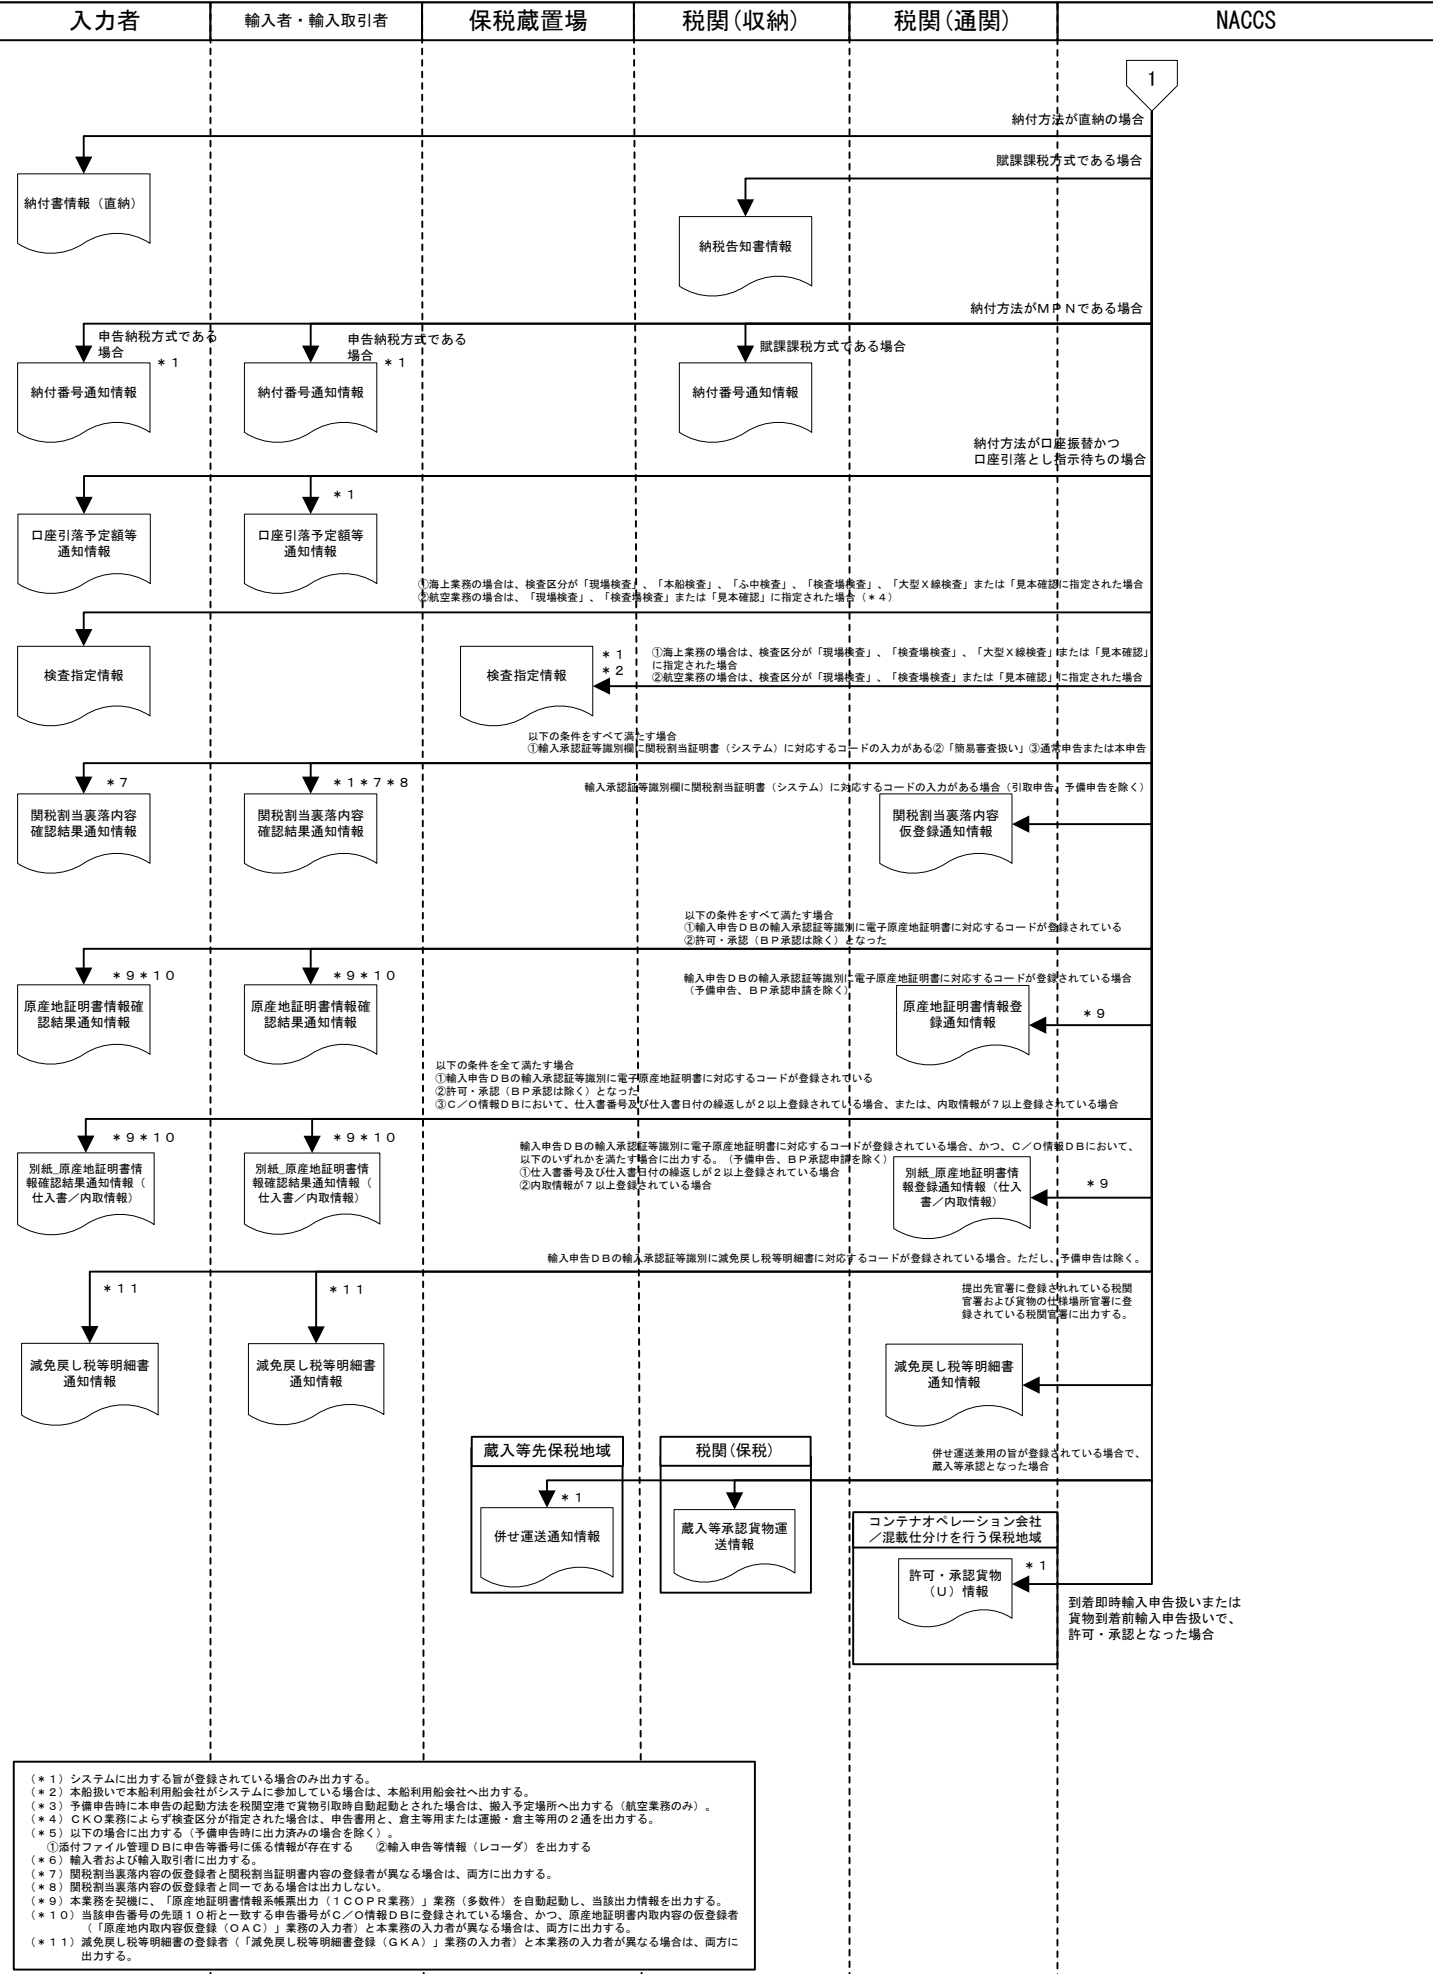 入力者
輸入者・輸入取引者
保税蔵置場
税関(収納)
税関(通関)
NACCS
1
納付方法が直納の場合
納付書情報（直納）
賦課課税方式である場合
納税告知書情報
納付方法がＭＰＮである場合
申告納税方式である
場合
＊１
納付番号通知情報
申告納税方式である
場合
＊１
納付番号通知情報
賦課課税方式である場合
納付番号通知情報
納付方法が口座振替かつ
口座引落とし指示待ちの場合
口座引落予定額等
通知情報
＊１
口座引落予定額等
通知情報
①海上業務の場合は、検査区分が「現場検査」、「本船検査」、「ふ中検査」、「検査場検査」、「大型Ｘ線検査」または「見本確認に指定された場合
②航空業務の場合は、「現場検査」、「検査場検査」または「見本確認」に指定された場合（＊４）
検査指定情報
検査指定情報
＊１
＊２
①海上業務の場合は、検査区分が「現場検査」、「検査場検査」、「大型Ｘ線検査」または「見本確認」
に指定された場合
②航空業務の場合は、検査区分が「現場検査」、「検査場検査」または「見本確認」に指定された場合
以下の条件をすべて満たす場合
①輸入承認証等識別欄に関税割当証明書（システム）に対応するコードの入力がある②「簡易審査扱い」③通常申告または本申告
＊７
関税割当裏落内容
確認結果通知情報
＊１＊７＊８
関税割当裏落内容
確認結果通知情報
輸入承認証等識別欄に関税割当証明書（システム）に対応するコードの入力がある場合（引取申告、予備申告を除く）
関税割当裏落内容
仮登録通知情報
以下の条件をすべて満たす場合
①輸入申告ＤＢの輸入承認証等識別に電子原産地証明書に対応するコードが登録されている
②許可・承認（ＢＰ承認は除く）となった
＊９＊１０
原産地証明書情報確
認結果通知情報
＊９＊１０
原産地証明書情報確
認結果通知情報
輸入申告ＤＢの輸入承認証等識別に電子原産地証明書に対応するコードが登録されている場合
（予備申告、ＢＰ承認申請を除く）
原産地証明書情報登
録通知情報
＊９
以下の条件を全て満たす場合
①輸入申告ＤＢの輸入承認証等識別に電子原産地証明書に対応するコードが登録されている
②許可・承認（ＢＰ承認は除く）となった
③Ｃ／Ｏ情報ＤＢにおいて、仕入書番号及び仕入書日付の繰返しが２以上登録されている場合、または、内取情報が７以上登録されている場合
＊９＊１０
別紙_原産地証明書情
報確認結果通知情報（
仕入書／内取情報）
＊９＊１０
別紙_原産地証明書情
報確認結果通知情報（
仕入書／内取情報）
輸入申告ＤＢの輸入承認証等識別に電子原産地証明書に対応するコードが登録されている場合、かつ、Ｃ／Ｏ情報ＤＢにおいて、
以下のいずれかを満たす場合に出力する。（予備申告、ＢＰ承認申請を除く）
①仕入書番号及び仕入書日付の繰返しが２以上登録されている場合
②内取情報が７以上登録されている場合
別紙_原産地証明書情
報登録通知情報（仕入
書／内取情報）
＊９
輸入申告ＤＢの輸入承認証等識別に減免戻し税等明細書に対応するコードが登録されている場合。ただし、予備申告は除く。
＊１１
減免戻し税等明細書
通知情報
＊１１
減免戻し税等明細書
通知情報
提出先官署に登録されれている税関
官署および貨物の仕様場所官署に登
録されている税関官署に出力する。
減免戻し税等明細書
通知情報
蔵入等先保税地域
税関(保税)
併せ運送兼用の旨が登録されている場合で、
蔵入等承認となった場合
＊１
併せ運送通知情報
蔵入等承認貨物運
送情報
コンテナオペレーション会社
／混載仕分けを行う保税地域
許可・承認貨物
（Ｕ）情報
＊１
到着即時輸入申告扱いまたは
貨物到着前輸入申告扱いで、
許可・承認となった場合
（＊１）システムに出力する旨が登録されている場合のみ出力する。
（＊２）本船扱いで本船利用船会社がシステムに参加している場合は、本船利用船会社へ出力する。
（＊３）予備申告時に本申告の起動方法を税関空港で貨物引取時自動起動とされた場合は、搬入予定場所へ出力する（航空業務のみ）。
（＊４）ＣＫＯ業務によらず検査区分が指定された場合は、申告書用と、倉主等用または運搬・倉主等用の２通を出力する。
（＊５）以下の場合に出力する（予備申告時に出力済みの場合を除く）。
①添付ファイル管理ＤＢに申告等番号に係る情報が存在する　②輸入申告等情報（レコーダ）を出力する
（＊６）輸入者および輸入取引者に出力する。
（＊７）関税割当裏落内容の仮登録者と関税割当証明書内容の登録者が異なる場合は、両方に出力する。
（＊８）関税割当裏落内容の仮登録者と同一である場合は出力しない。
（＊９）本業務を契機に、「原産地証明書情報系帳票出力（１ＣＯＰＲ業務）」業務（多数件）を自動起動し、当該出力情報を出力する。
（＊１０）当該申告番号の先頭１０桁と一致する申告番号がＣ／Ｏ情報ＤＢに登録されている場合、かつ、原産地証明書内取内容の仮登録者
（「原産地内取内容仮登録（ＯＡＣ）」業務の入力者）と本業務の入力者が異なる場合は、両方に出力する。
（＊１１）減免戻し税等明細書の登録者（「減免戻し税等明細書登録（ＧＫＡ）」業務の入力者）と本業務の入力者が異なる場合は、両方に
出力する。